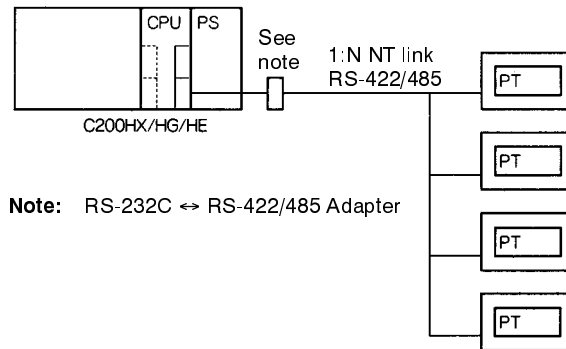 CPU PS
See
note
1:N NT link
RS-422/485
PT
C200HX/HG/HE
PT
Note: RS-232C ↔ RS-422/485 Adapter
PT
PT